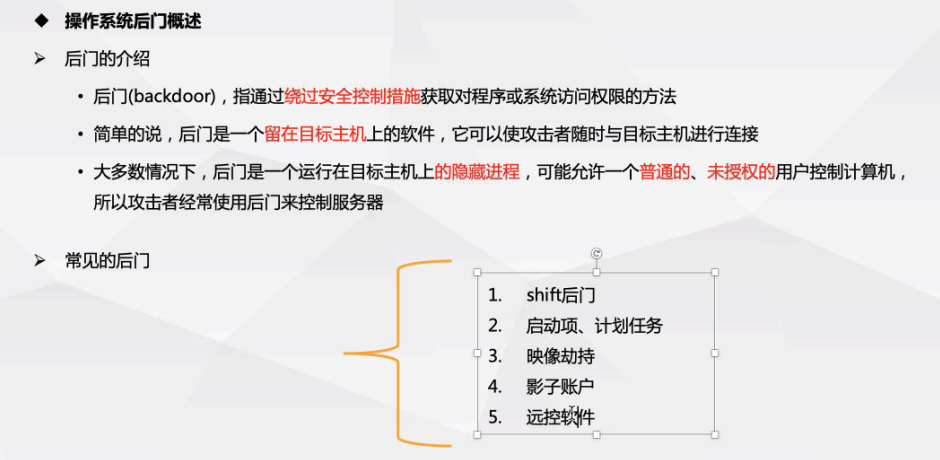 ◆ 操作系统后门概述
➢ 后门的介绍
• 后门(backdoor)，指通过绕过安全控制措施获取对程序或系统访问权限的方法
• 简单的说，后门是一个留在目标主机上的软件，它可以使攻击者随时与目标主机进行连接
• 大多数情况下，后门是一个运行在目标主机上的隐藏进程，可能允许一个普通的、未授权的用户控制计算机，
所以攻击者经常使用后门来控制服务器
➢ 常见的后门
1. shift后门
2. 启动项、计划任务
3. 映像劫持
4. 影子账户
5. 远控软件